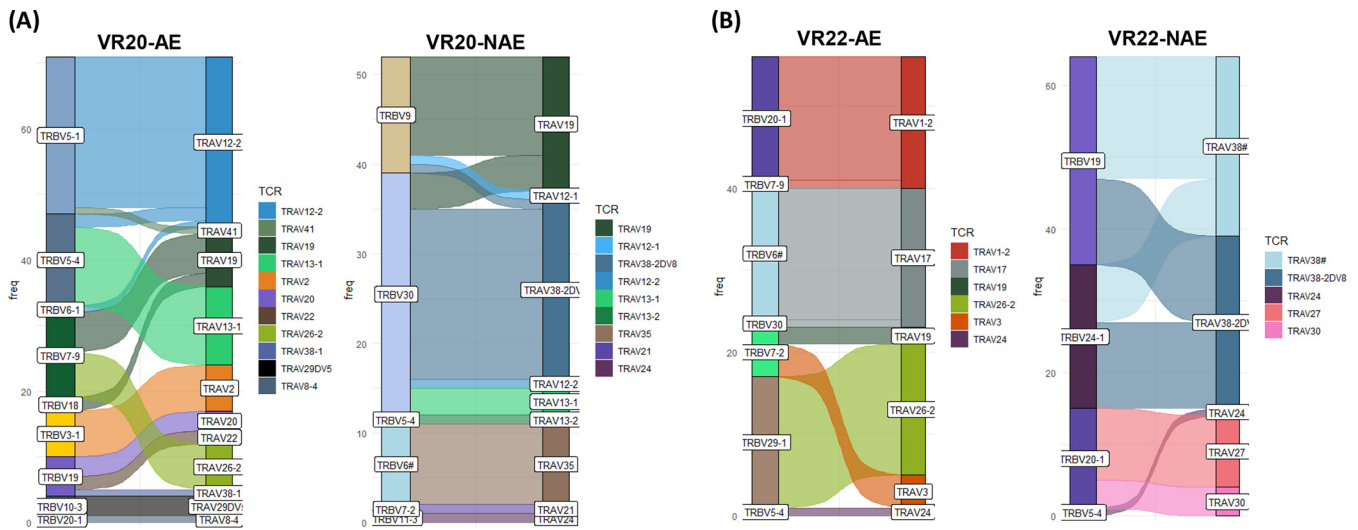 (A)
VR20-AE
freq
60
40
20
0
TRBV5-1
TRBV5-4
TRBV6-1
TRBV7-9
TRBV18
TRBV3-1
TRBV19
TRBV10-3
TRBV20-1
TRAV12-2
TRAV41
TRAV19
TRAV13-1
TRAV2
TRAV20
TRAV22
TRAV26-2
TRAV38-1
TRAV29DV5
TRAV8-4
TCR
TRAV12-2
TRAV41
TRAV19
TRAV13-1
TRAV2
TRAV20
TRAV22
TRAV26-2
TRAV38-1
TRAV29DV5
TRAV8-4
VR20-NAE
freq
50
40
30
20
10
0
TRBV9
TRBV30
TRBV5-4
TRBV6#
TRBV7-2
TRBV11-3
TRAV19
TRAV12-1
TRAV38-2DV
TRAV12-2
TRAV13-1
TRAV13-2
TRAV35
TRAV21
TRAV24
TCR
TRAV19
TRAV12-1
TRAV38-2DV8
TRAV12-2
TRAV13-1
TRAV13-2
TRAV35
TRAV21
TRAV24
(B)
VR22-AE
freq
40
20
0
TRBV20-1
TRBV7-9
TRBV6#
TRBV30
TRBV7-2
TRBV29-1
TRBV5-4
TRAV1-2
TRAV17
TRAV19
TRAV26-2
TRAV3
TRAV24
TCR
TRAV1-2
TRAV17
TRAV19
TRAV26-2
TRAV3
TRAV24
VR22-NAE
freq
60
40
20
0
TRBV19
TRBV24-1
TRBV20-1
TRBV5-4
TRAV38#
TRAV38-2DV
TRAV24
TRAV27
TRAV30
TCR
TRAV38#
TRAV38-2DV8
TRAV24
TRAV27
TRAV30